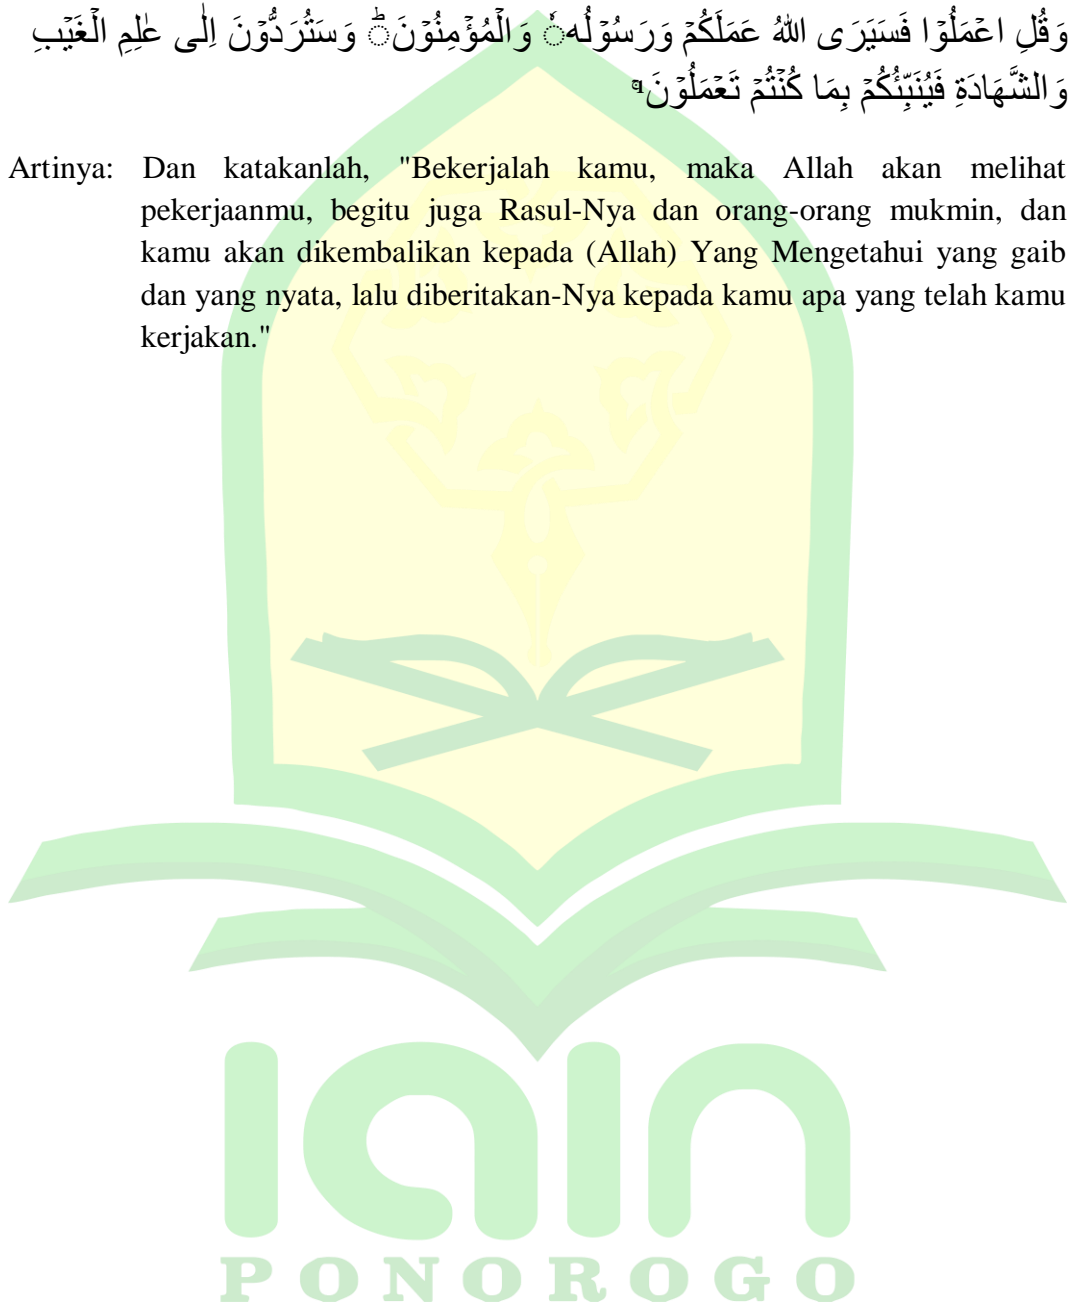 وَقُلِ اعْمَلُوْا فَسَيَرَى اللهُ عَمَلَكُمْ وَرَسُوْلُهٗ وَالْمُؤْمِنُوْنَۗ وَسَتُرَدُّوْنَ اِلٰى عٰلِمِ الْغَيْبِ
وَالشَّهَادَةِ فَيُنَبِّئُكُمْ بِمَا كُنْتُمْ تَعْمَلُوْنَۚ
Artinya: Dan katakanlah, "Bekerjalah kamu, maka Allah akan melihat
pekerjaanmu, begitu juga Rasul-Nya dan orang-orang mukmin, dan
kamu akan dikembalikan kepada (Allah) Yang Mengetahui yang gaib
dan yang nyata, lalu diberitakan-Nya kepada kamu apa yang telah kamu
kerjakan."
iain
PONOROGO